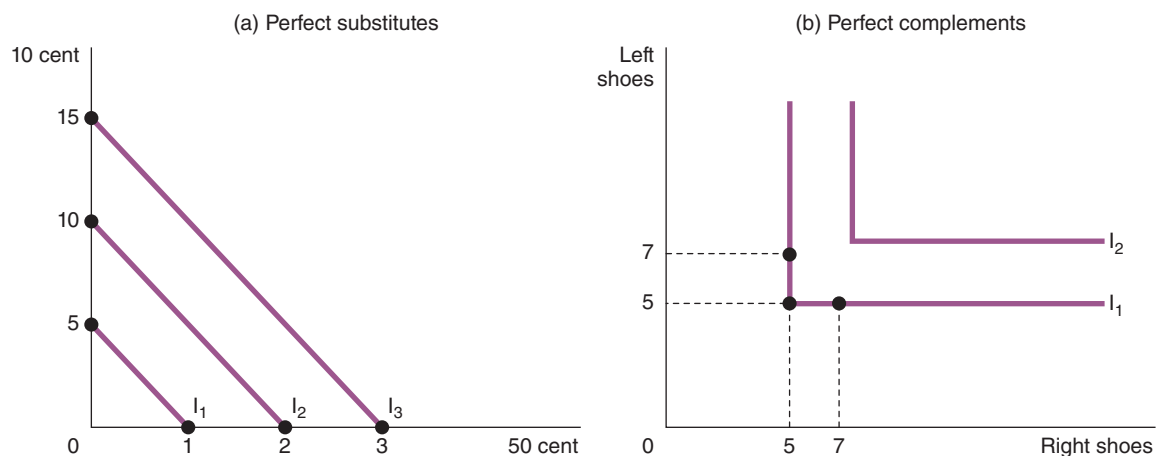 (a) Perfect substitutes
10 cent
15
10
5
I1
I2
I3
0
1
2
3
50 cent
(b) Perfect complements
Left
shoes
7
5
I2
I1
0
5
7
Right shoes